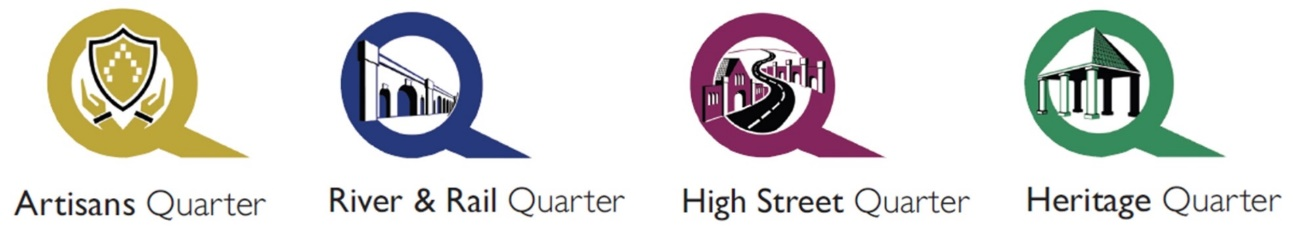 Artisans Quarter
River & Rail Quarter
High Street Quarter
Heritage Quarter